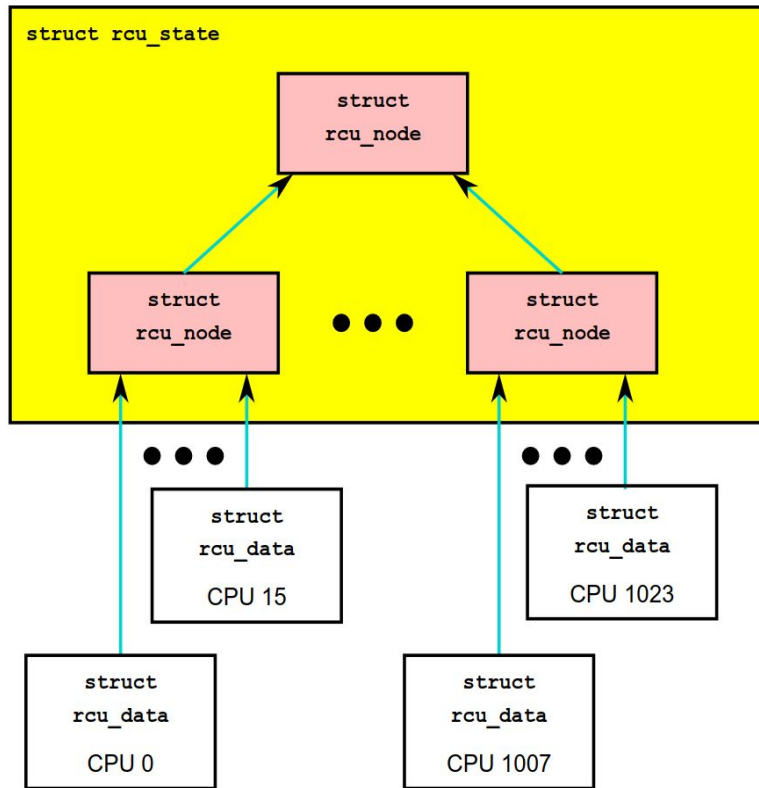 struct rcu_state
struct
rcu_node
struct
rcu_node
struct
rcu_node
struct
rcu_data
CPU 15
struct
rcu_data
CPU 1023
struct
rcu_data
CPU 0
struct
rcu_data
CPU 1007